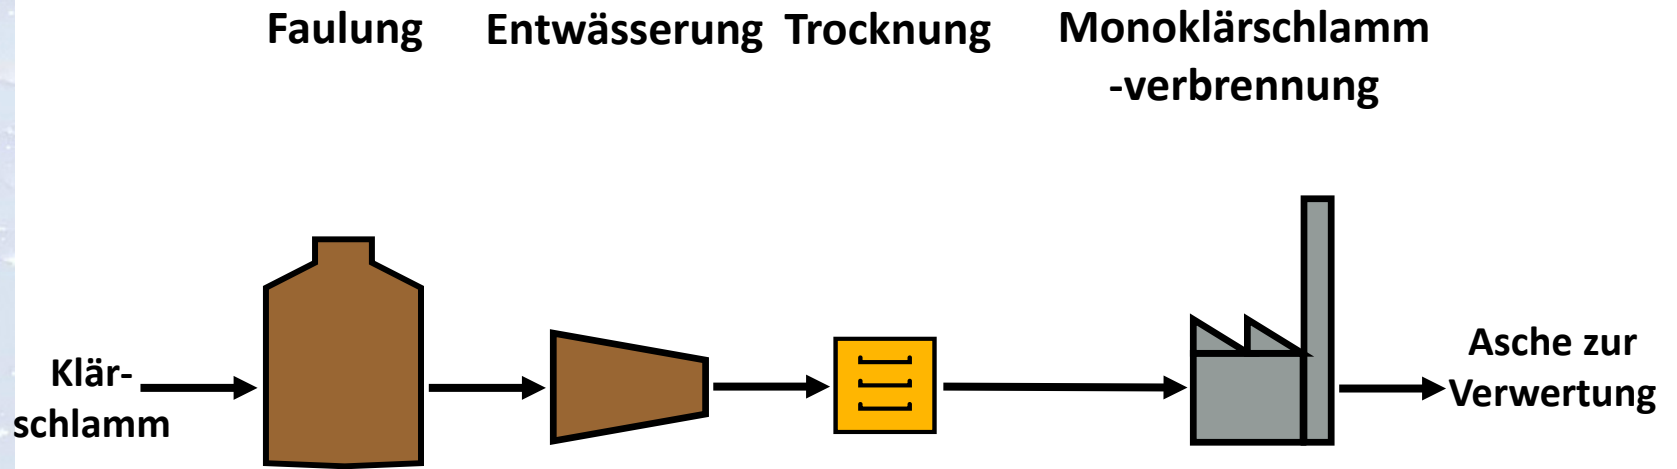 Faulung
Entwässerung
Trocknung
Monoklärschlamm
-verbrennung
Klär-
schlamm
Asche zur
Verwertung